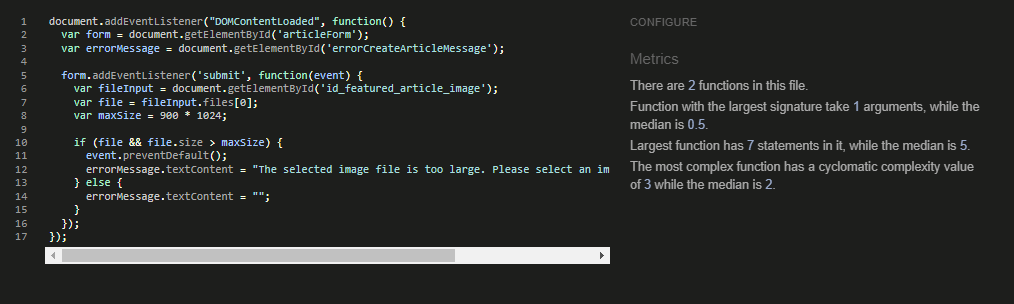 1 document.addEventListener("DOMContentLoaded", function() {
2 var form = document.getElementById('articleForm');
3 var errorMessage = document.getElementById('errorCreateArticleMessage');
4
5 form.addEventListener('submit', function(event) {
6 var fileInput = document.getElementById('id_featured_article_image');
7 var file = fileInput.files[0];
8 var maxSize = 900 * 1024;
9
10 if (file && file.size > maxSize) {
11 event.preventDefault();
12 errorMessage.textContent = "The selected image file is too large. Please select an im
13 } else {
14 errorMessage.textContent = "";
15 }
16 });
17 });
CONFIGURE
Metrics
There are 2 functions in this file.
Function with the largest signature take 1 arguments, while the
median is 0.5.
Largest function has 7 statements in it, while the median is 5.
The most complex function has a cyclomatic complexity value
of 3 while the median is 2.